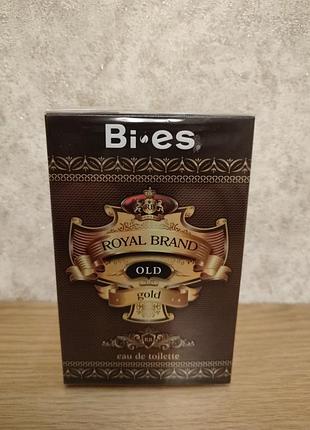 Bi-es
ROYAL BRAND
OLD
gold
eau de toilette